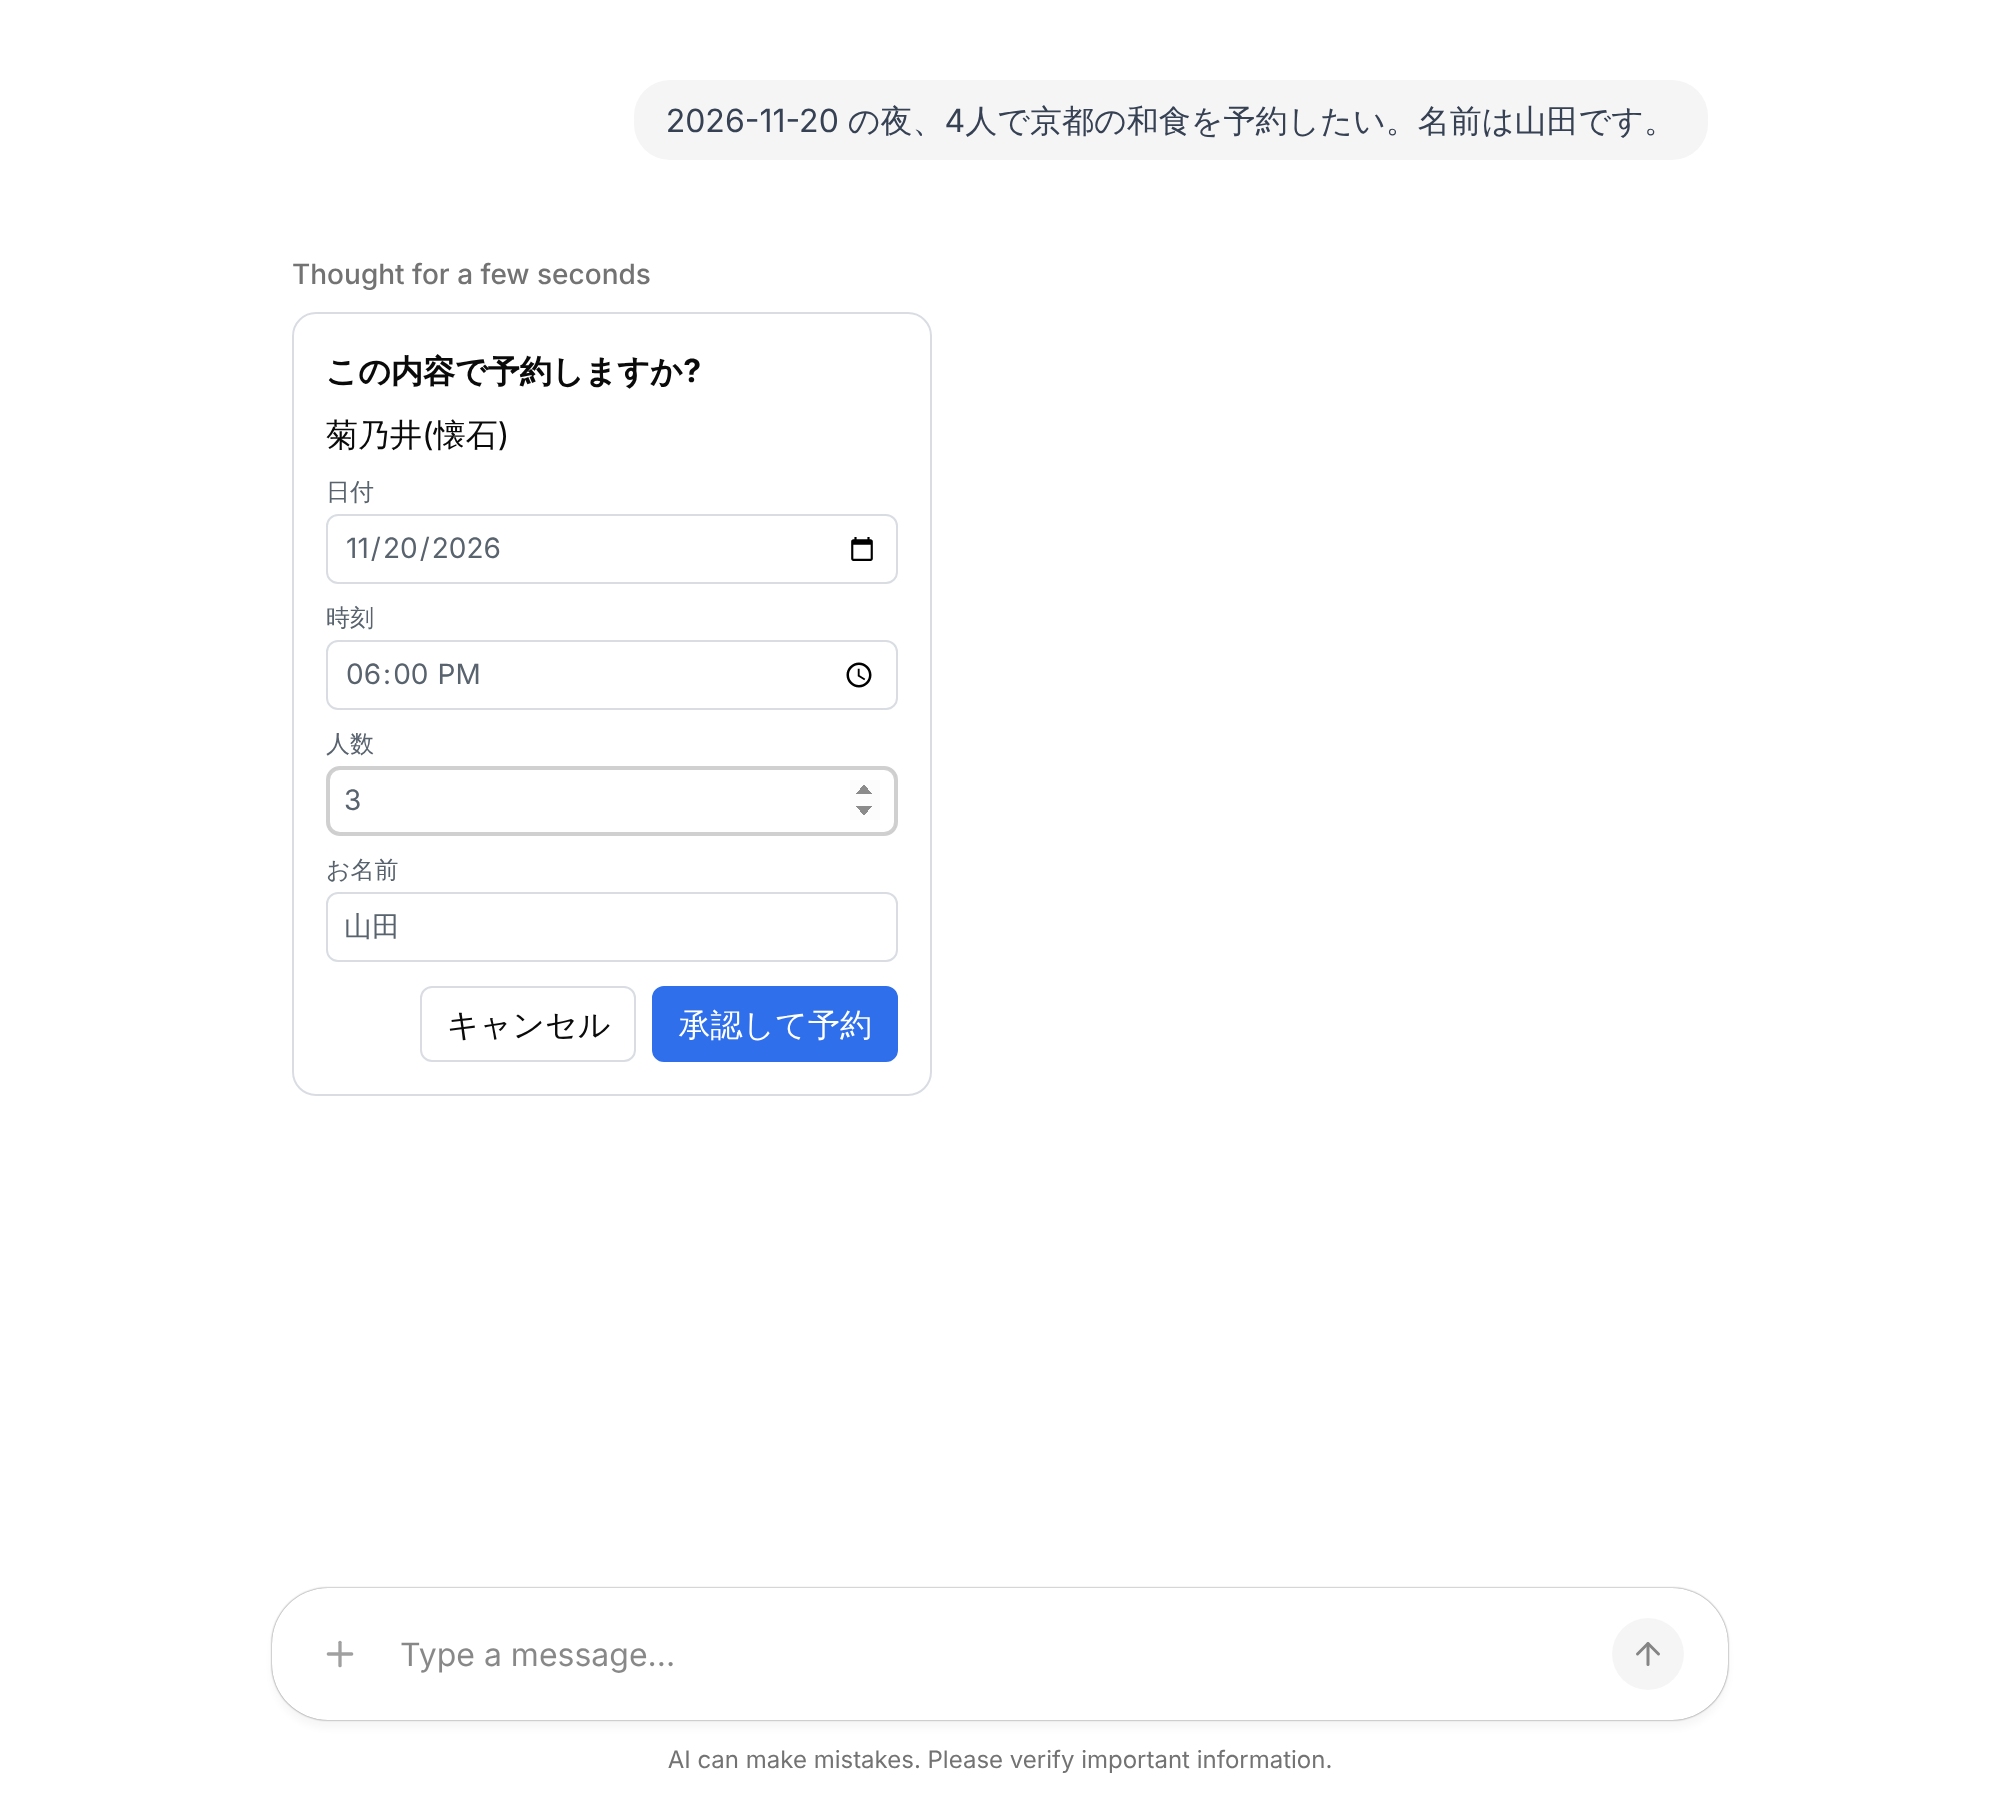 2026-11-20 の夜、4人で京都の和食を予約したい。名前は山田です。
Thought for a few seconds
この内容で予約しますか?
菊乃井(懐石)
日付
11/20/2026
時刻
06:00 PM
人数
3
お名前
山田
キャンセル
承認して予約
Type a message...
AI can make mistakes. Please verify important information.